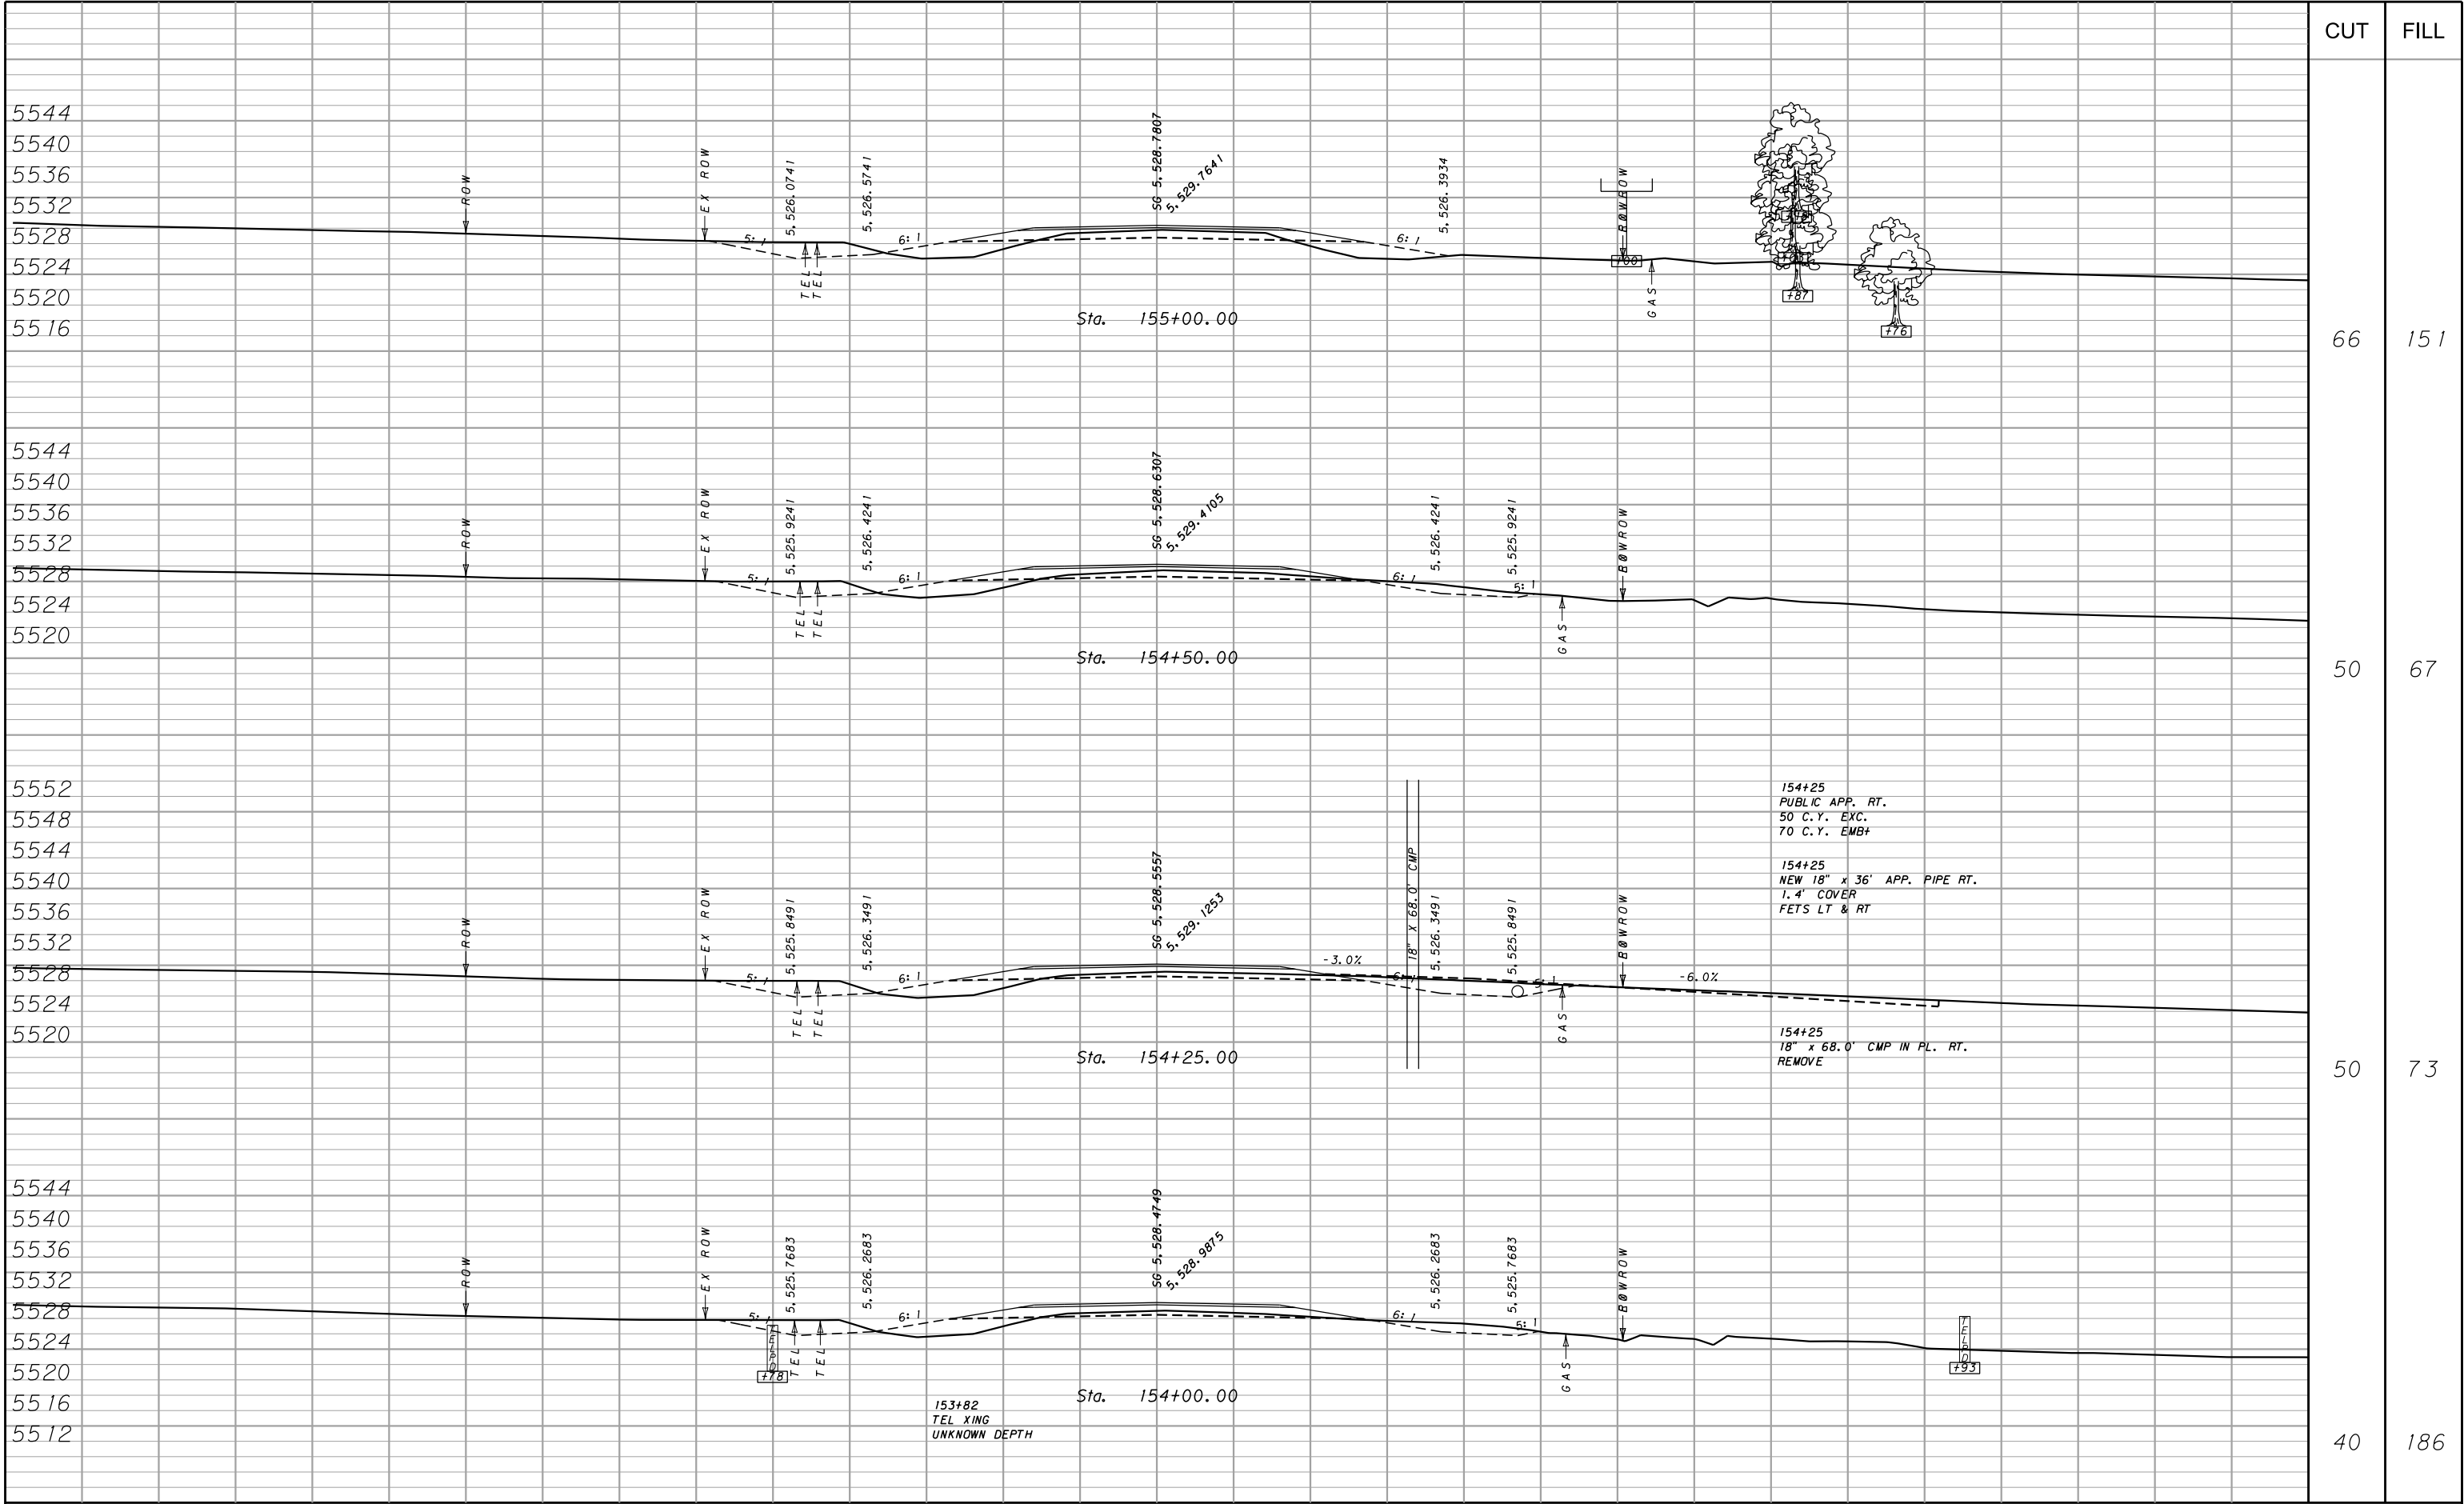 CUT FILL
5544
5540
5536
5532
5528
5524
5520
5516
ROW
EX ROW
5,526.0741
5,526.5741
SG 5,528.7807
5,529.7641
5,526.3934
5:1
6:1
6:1
TEL
TEL
GAS
+87
+76
Sta. 155+00.00
66 151
5544
5540
5536
5532
5528
5524
5520
ROW
EX ROW
5,525.9241
5,526.4241
SG 5,528.6307
5,529.4105
5,526.4241
5,525.9241
5:1
6:1
6:1
5:1
TEL
TEL
GAS
Sta. 154+50.00
50 67
5552
5548
5544
5540
5536
5532
5528
5524
5520
154+25
PUBLIC APP. RT.
50 C.Y. EXC.
70 C.Y. EMB+
154+25
NEW 18" x 36' APP. PIPE RT.
1.4' COVER
FETS LT & RT
ROW
EX ROW
5,525.8491
5,526.3491
SG 5,528.5557
5,529.1253
18" X 68.0' CMP
5,526.3491
5,525.8491
-3.0%
-6.0%
5:1
6:1
6:1
5:1
TEL
TEL
GAS
154+25
18" x 68.0' CMP IN PL. RT.
REMOVE
Sta. 154+25.00
50 73
5544
5540
5536
5532
5528
5524
5520
5516
5512
ROW
EX ROW
5,525.7683
5,526.2683
SG 5,528.4749
5,528.9875
5,526.2683
5,525.7683
5:1
6:1
6:1
5:1
+78
TEL
TEL
GAS
+93
Sta. 154+00.00
153+82
TEL XING
UNKNOWN DEPTH
40 186